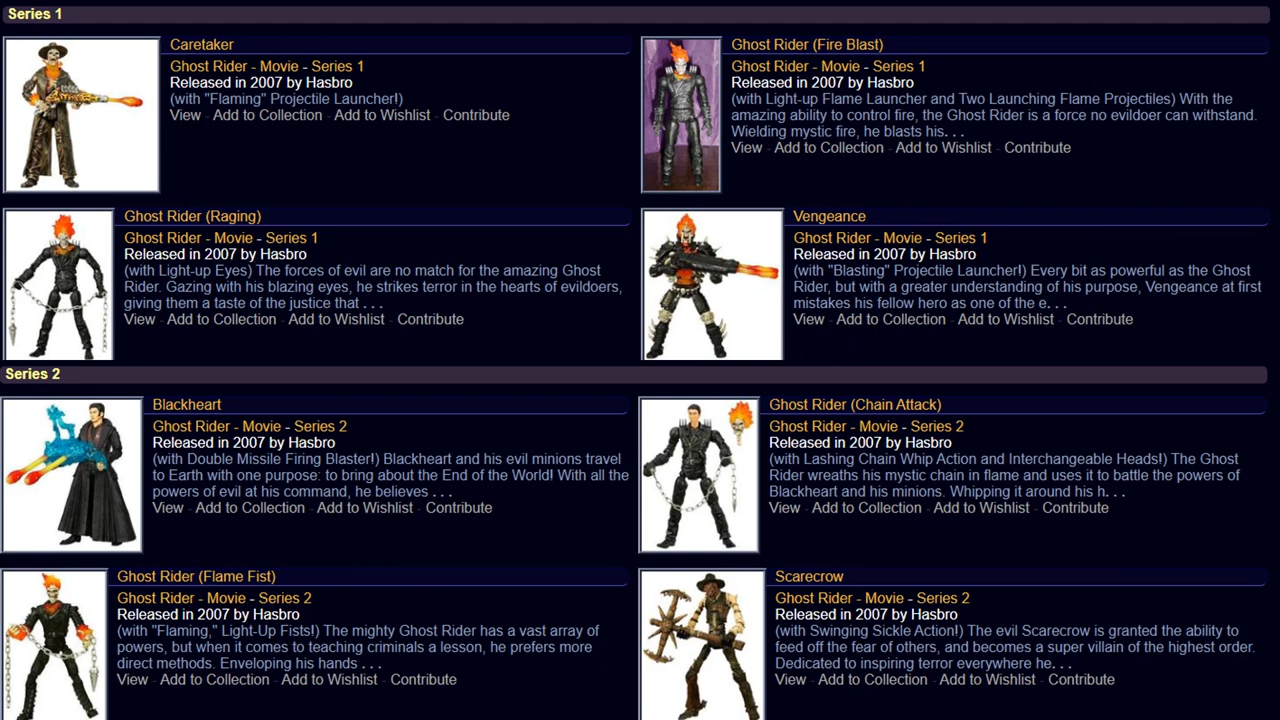 Series 1
Caretaker
Ghost Rider - Movie - Series 1
Released in 2007 by Hasbro
(with "Flaming" Projectile Launcher!)
View - Add to Collection - Add to Wishlist - Contribute
Ghost Rider (Fire Blast)
Ghost Rider - Movie - Series 1
Released in 2007 by Hasbro
(with Light-up Flame Launcher and Two Launching Flame Projectiles) With the
amazing ability to control fire, the Ghost Rider is a force no evildoer can withstand.
Wielding mystic fire, he blasts his. . .
View - Add to Collection - Add to Wishlist - Contribute
Ghost Rider (Raging)
Ghost Rider - Movie - Series 1
Released in 2007 by Hasbro
(with Light-up Eyes) The forces of evil are no match for the amazing Ghost
Rider. Gazing with his blazing eyes, he strikes terror in the hearts of evildoers,
giving them a taste of the justice that . . .
View - Add to Collection - Add to Wishlist - Contribute
Vengeance
Ghost Rider - Movie - Series 1
Released in 2007 by Hasbro
(with "Blasting" Projectile Launcher!) Every bit as powerful as the Ghost
Rider, but with a greater understanding of his purpose, Vengeance at first
mistakes his fellow hero as one of the e. . .
View - Add to Collection - Add to Wishlist - Contribute
Series 2
Blackheart
Ghost Rider - Movie - Series 2
Released in 2007 by Hasbro
(with Double Missile Firing Blaster!) Blackheart and his evil minions travel
to Earth with one purpose: to bring about the End of the World! With all the
powers of evil at his command, he believes . . .
View - Add to Collection - Add to Wishlist - Contribute
Ghost Rider (Chain Attack)
Ghost Rider - Movie - Series 2
Released in 2007 by Hasbro
(with Lashing Chain Whip Action and Interchangeable Heads!) The Ghost
Rider wreaths his mystic chain in flame and uses it to battle the powers of
Blackheart and his minions. Whipping it around his h. . .
View - Add to Collection - Add to Wishlist - Contribute
Ghost Rider (Flame Fist)
Ghost Rider - Movie - Series 2
Released in 2007 by Hasbro
(with "Flaming," Light-Up Fists!) The mighty Ghost Rider has a vast array of
powers, but when it comes to teaching criminals a lesson, he prefers more
direct methods. Enveloping his hands . . .
View - Add to Collection - Add to Wishlist - Contribute
Scarecrow
Ghost Rider - Movie - Series 2
Released in 2007 by Hasbro
(with Swinging Sickle Action!) The evil Scarecrow is granted the ability to
feed off the fear of others, and becomes a super villain of the highest order.
Dedicated to inspiring terror everywhere he. . .
View - Add to Collection - Add to Wishlist - Contribute